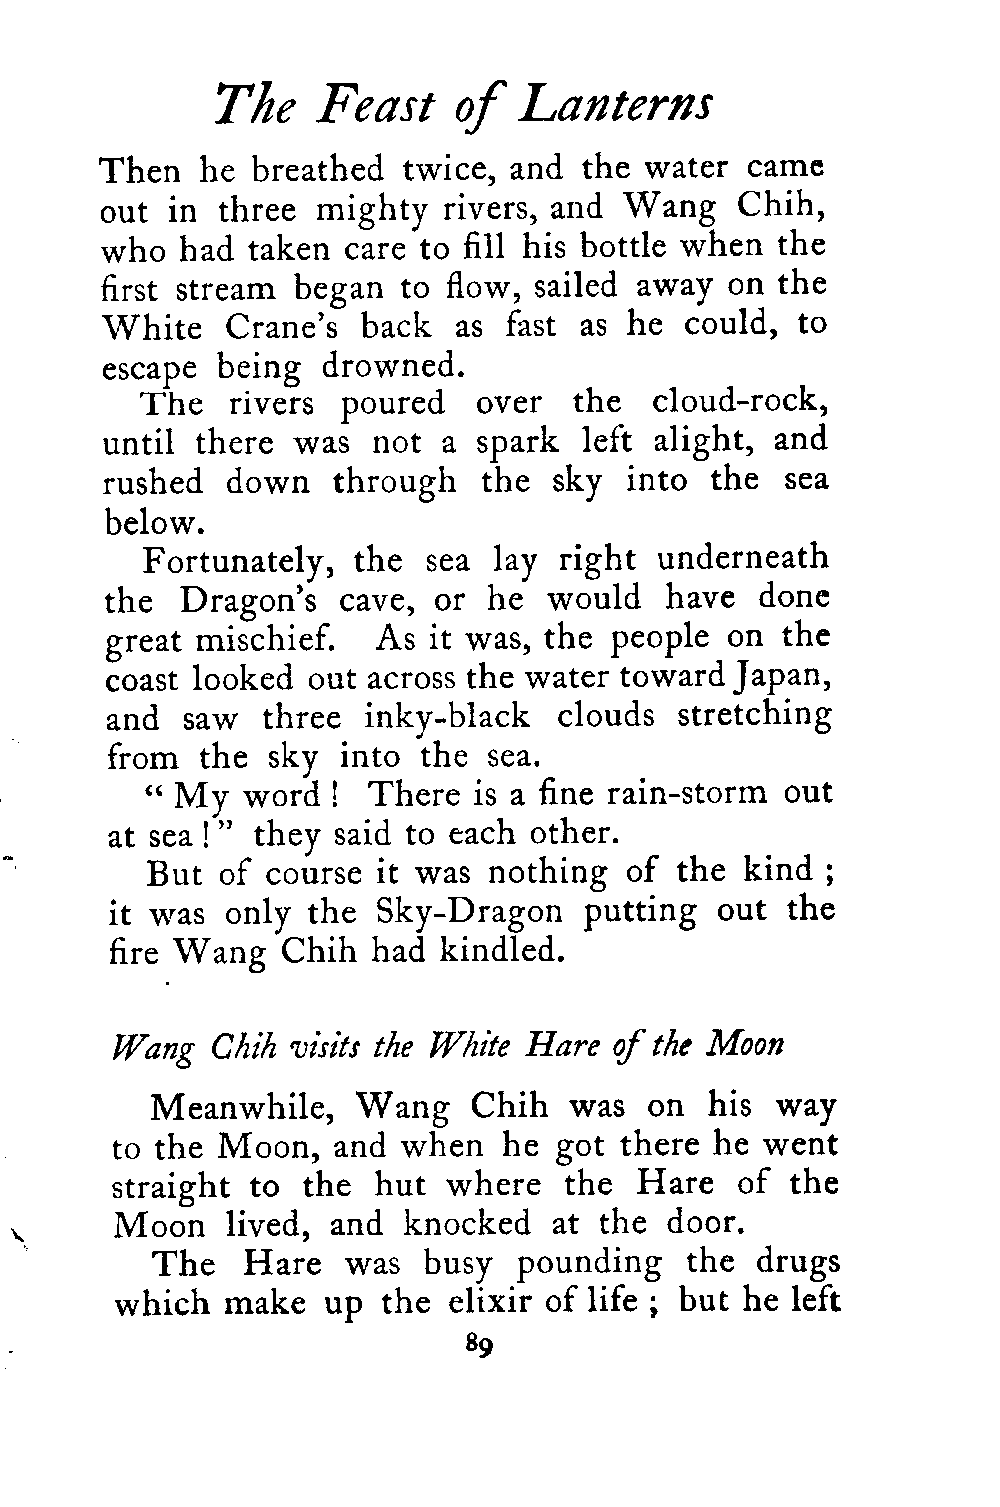 The Feast of Lanterns
Then he breathed twice, and the water came
out in three mighty rivers, and Wang Chih,
who had taken care to fill his bottle when the
first stream began to flow, sailed away on the
White Crane's back as fast as he could, to
escape being drowned.
The rivers poured over the cloud-rock,
until there was not a spark left alight, and
rushed down through the sky into the sea
below.
Fortunately, the sea lay right underneath
the Dragon's cave, or he would have done
great mischief. As it was, the people on the
coast looked out across the water toward Japan,
and saw three inky-black clouds stretching
from the sky into the sea.
“ My word ! There is a fine rain-storm out
at sea ! ” they said to each other.
But of course it was nothing of the kind ;
it was only the Sky-Dragon putting out the
fire Wang Chih had kindled.
Wang Chih visits the White Hare of the Moon
Meanwhile, Wang Chih was on his way
to the Moon, and when he got there he went
straight to the hut where the Hare of the
Moon lived, and knocked at the door.
The Hare was busy pounding the drugs
which make up the elixir of life ; but he left
89